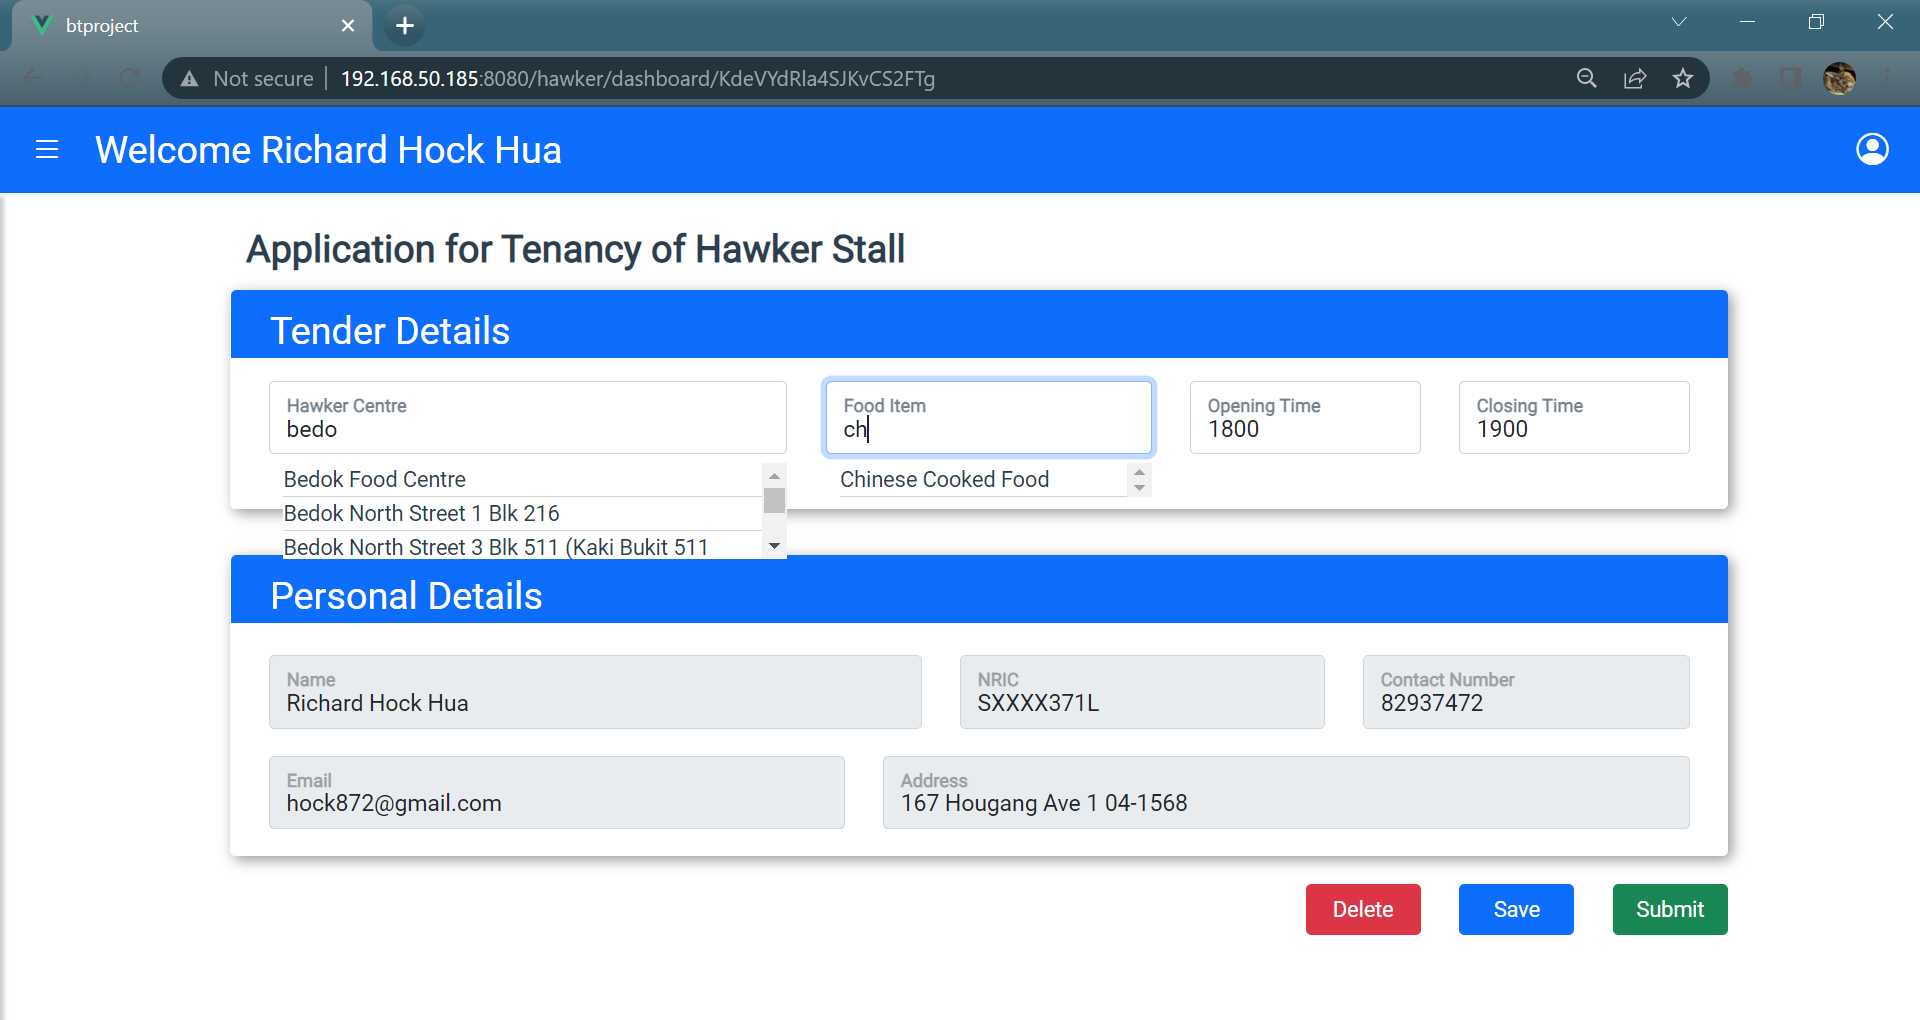 btproject
Not secure 192.168.50.185:8080/hawker/dashboard/KdeVYdRla4SJKvCS2FTg
Welcome Richard Hock Hua
Application for Tenancy of Hawker Stall
Tender Details
Hawker Centre
bedo
Food Item
ch
Opening Time
1800
Closing Time
1900
Bedok Food Centre
Bedok North Street 1 Blk 216
Bedok North Street 3 Blk 511 (Kaki Bukit 511
Chinese Cooked Food
Personal Details
Name
Richard Hock Hua
NRIC
SXXXX371L
Contact Number
82937472
Email
hock872@gmail.com
Address
167 Hougang Ave 1 04-1568
Delete
Save
Submit